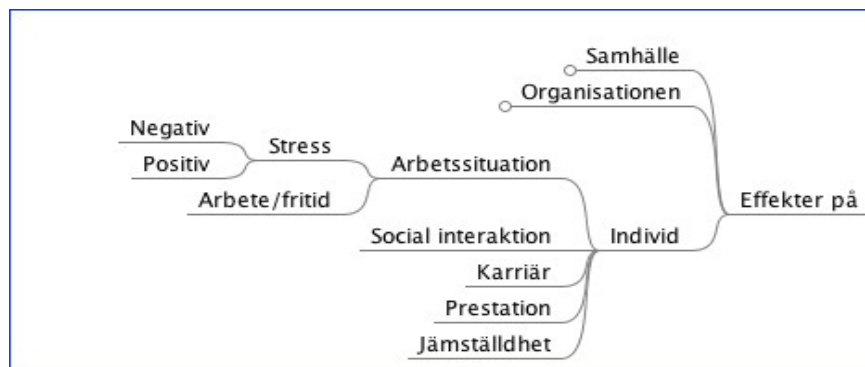 Samhälle
Organisationen
Negativ
Stress
Positiv
Arbetssituation
Arbete/fritid
Effekter på
Social interaktion
Individ
Karriär
Prestation
Jämställdhet